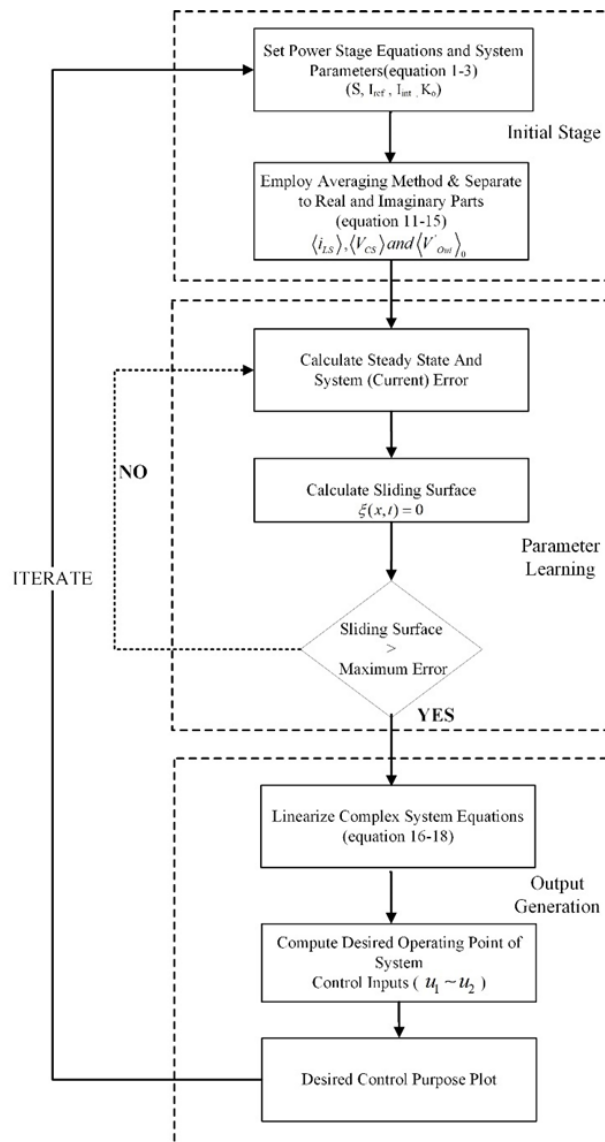 Set Power Stage Equations and System
Parameters(equation 1-3)
(S, I_ref , I_int , K_o)
Initial Stage
Employ Averaging Method & Separate
to Real and Imaginary Parts
(equation 11-15)
⟨i_LS⟩, ⟨V_CS⟩ and ⟨V'_Out⟩_0
Calculate Steady State And
System (Current) Error
NO
Calculate Sliding Surface
ξ(x,t) = 0
Parameter
Learning
ITERATE
Sliding Surface
>
Maximum Error
YES
Linearize Complex System Equations
(equation 16-18)
Output
Generation
Compute Desired Operating Point of
System
Control Inputs ( u_1 ~ u_2 )
Desired Control Purpose Plot